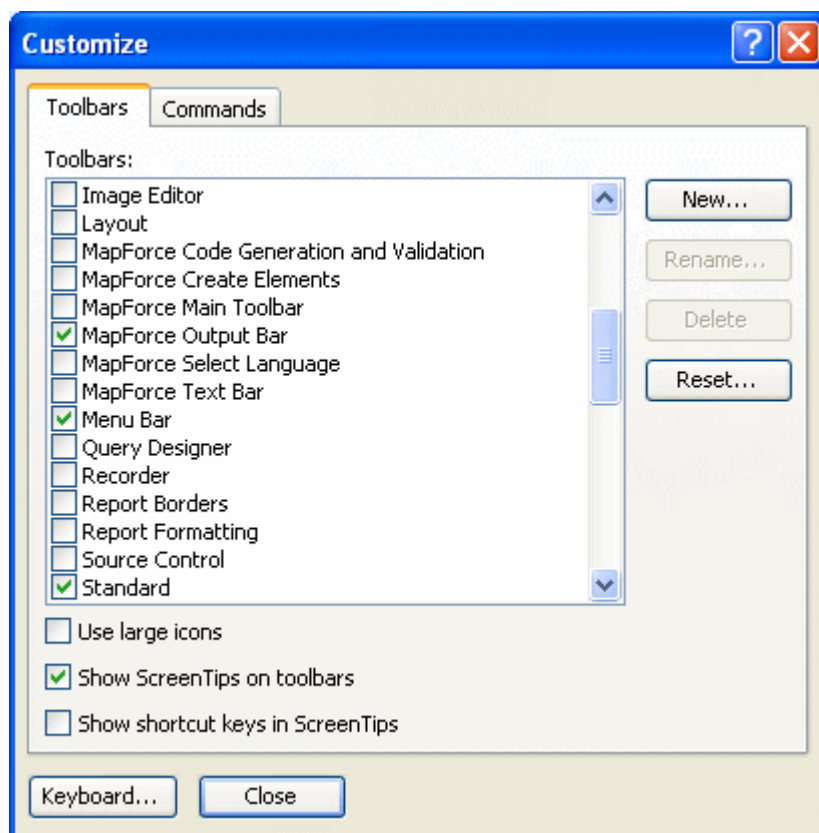 Customize
Toolbars
Commands
Toolbars:
Image Editor
Layout
MapForce Code Generation and Validation
MapForce Create Elements
MapForce Main Toolbar
MapForce Output Bar
MapForce Select Language
MapForce Text Bar
Menu Bar
Query Designer
Recorder
Report Borders
Report Formatting
Source Control
Standard
New...
Rename...
Delete
Reset...
Use large icons
Show ScreenTips on toolbars
Show shortcut keys in ScreenTips
Keyboard...
Close